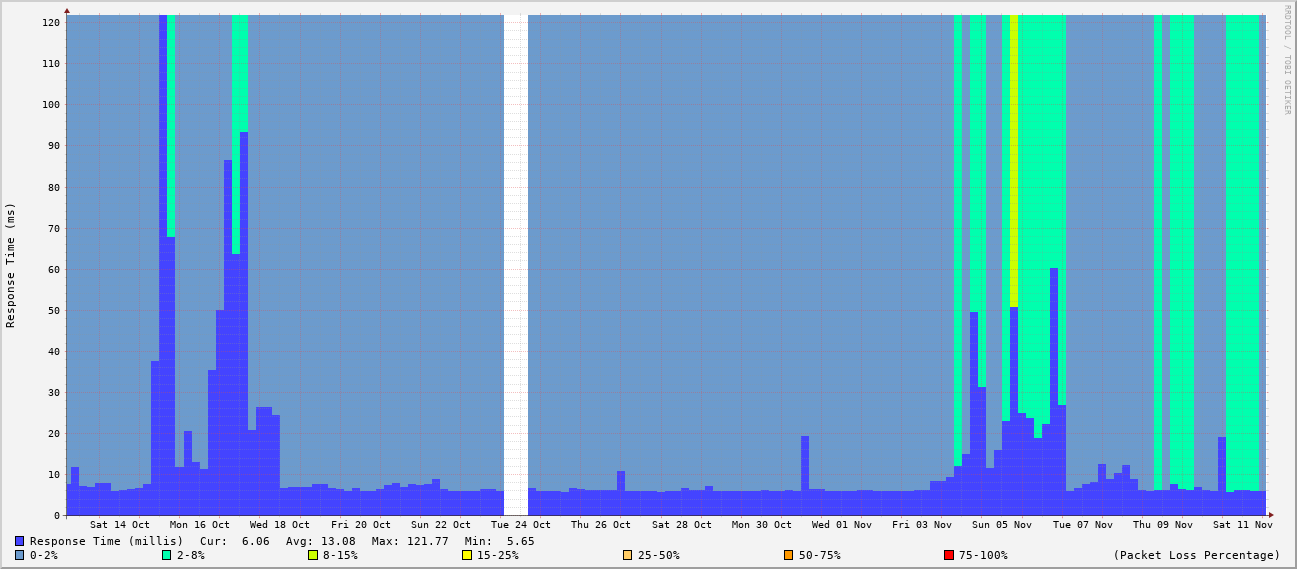 RRDTOOL / TOBI OETIKER
Response Time (ms)
120
110
100
90
80
70
60
50
40
30
20
10
0
Sat 14 Oct Mon 16 Oct Wed 18 Oct Fri 20 Oct Sun 22 Oct Tue 24 Oct Thu 26 Oct Sat 28 Oct Mon 30 Oct Wed 01 Nov Fri 03 Nov Sun 05 Nov Tue 07 Nov Thu 09 Nov Sat 11 Nov
Response Time (millis) Cur: 6.06 Avg: 13.08 Max: 121.77 Min: 5.65
0-2% 2-8% 8-15% 15-25% 25-50% 50-75% 75-100% (Packet Loss Percentage)